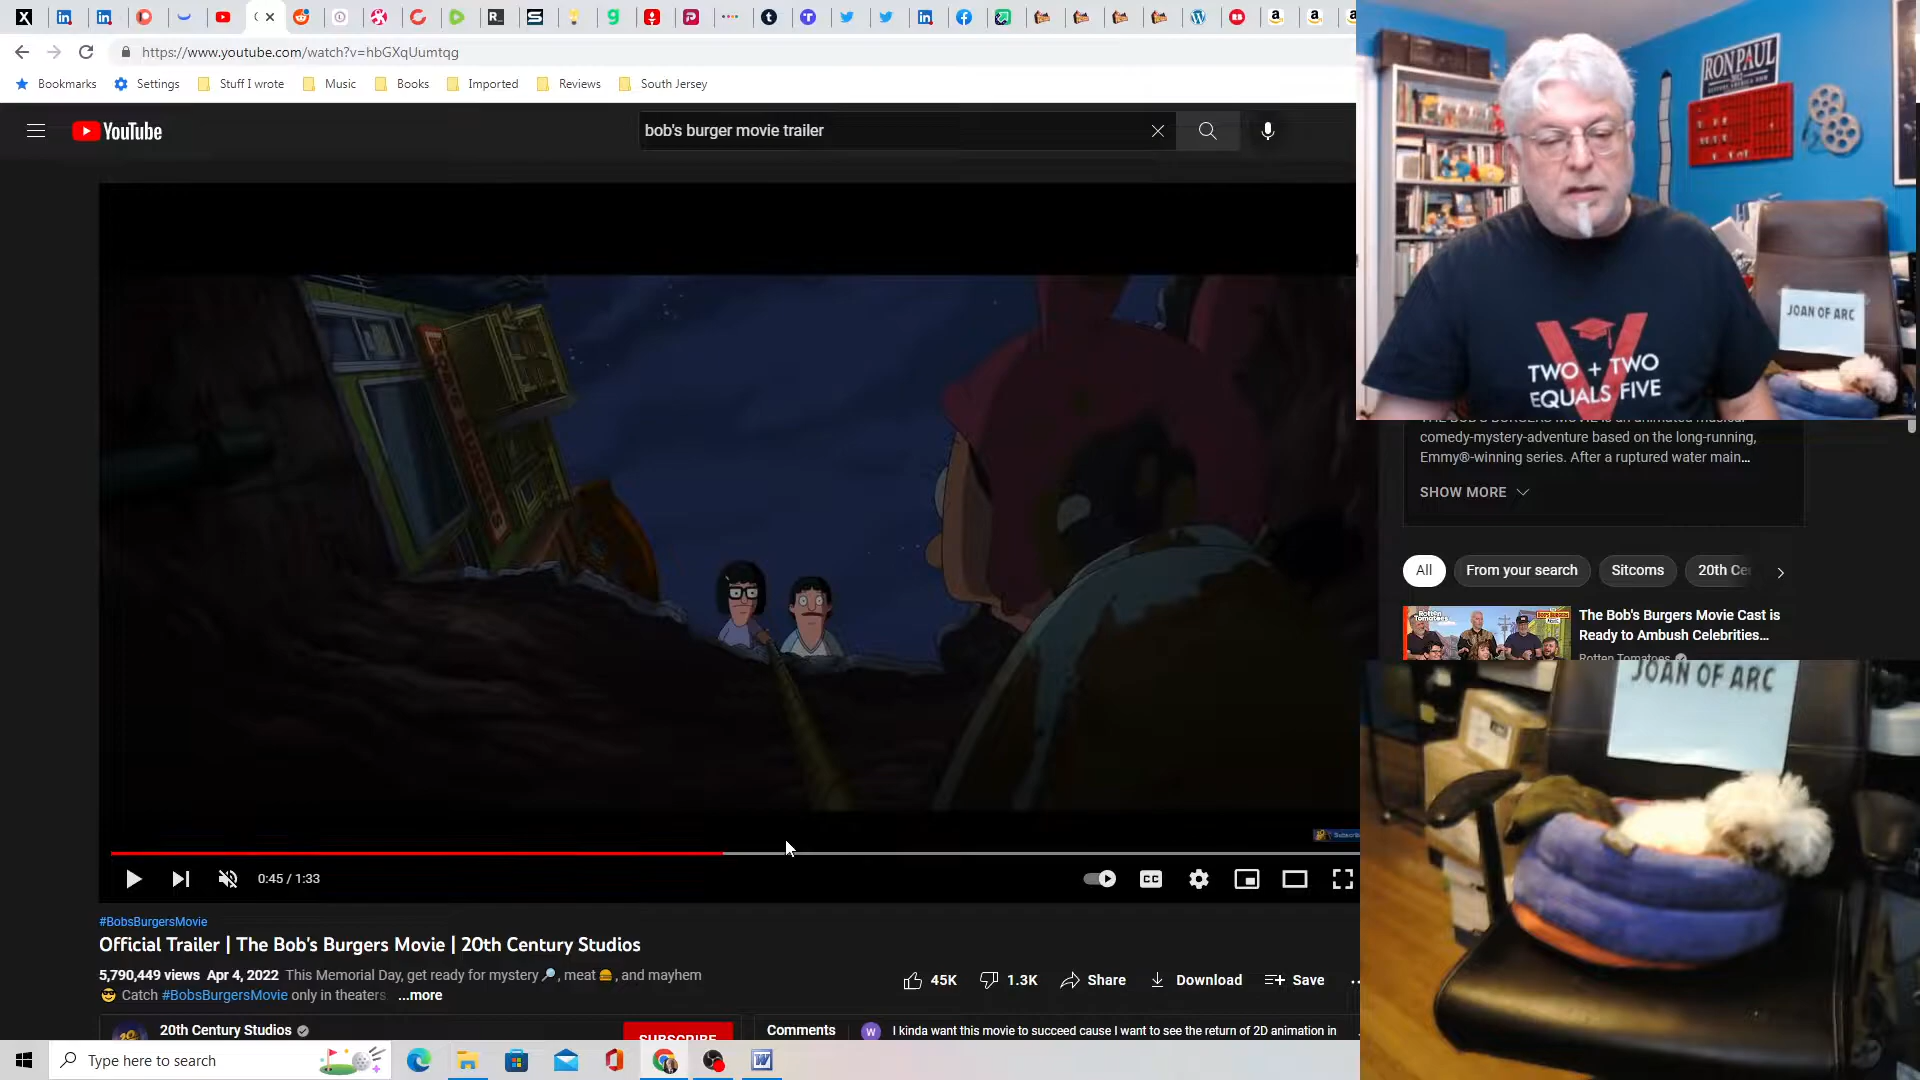 https://www.youtube.com/watch?v=hbGXqUumtqg
Bookmarks
Settings
Stuff I wrote
Music
Books
Imported
Reviews
South Jersey
YouTube
bob's burger movie trailer
RON PAUL
JOAN OF ARC
TWO + TWO
EQUALS FIVE
comedy-mystery-adventure based on the long-running,
Emmy®-winning series. After a ruptured water main...
SHOW MORE
All
From your search
Sitcoms
20th Ce
The Bob's Burgers Movie Cast is
Ready to Ambush Celebrities...
Rotten Tomatoes
JOAN OF ARC
0:45 / 1:33
CC
#BobsBurgersMovie
Official Trailer | The Bob's Burgers Movie | 20th Century Studios
5,790,449 views Apr 4, 2022 This Memorial Day, get ready for mystery🔎, meat🍔, and mayhem
😎 Catch #BobsBurgersMovie only in theaters ...more
45K
1.3K
Share
Download
Save
20th Century Studios
SUBSCRIBE
Comments
W
I kinda want this movie to succeed cause I want to see the return of 2D animation in
Type here to search